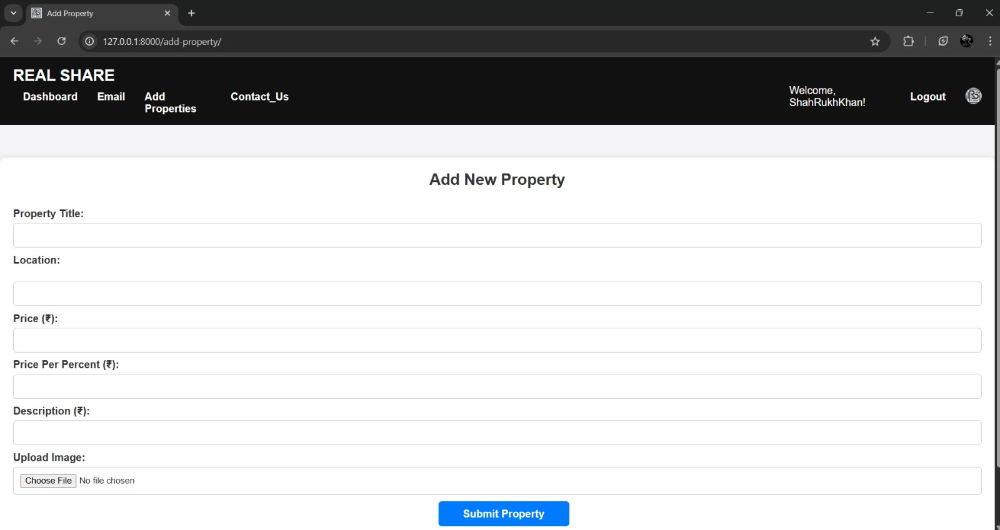 Add Property
127.0.0.1:8000/add-property/
REAL SHARE
Dashboard Email Add Properties Contact_Us
Welcome, ShahRukhKhan!
Logout
RS
Add New Property
Property Title:
Location:
Price (₹):
Price Per Percent (₹):
Description (₹):
Upload Image:
Choose File No file chosen
Submit Property